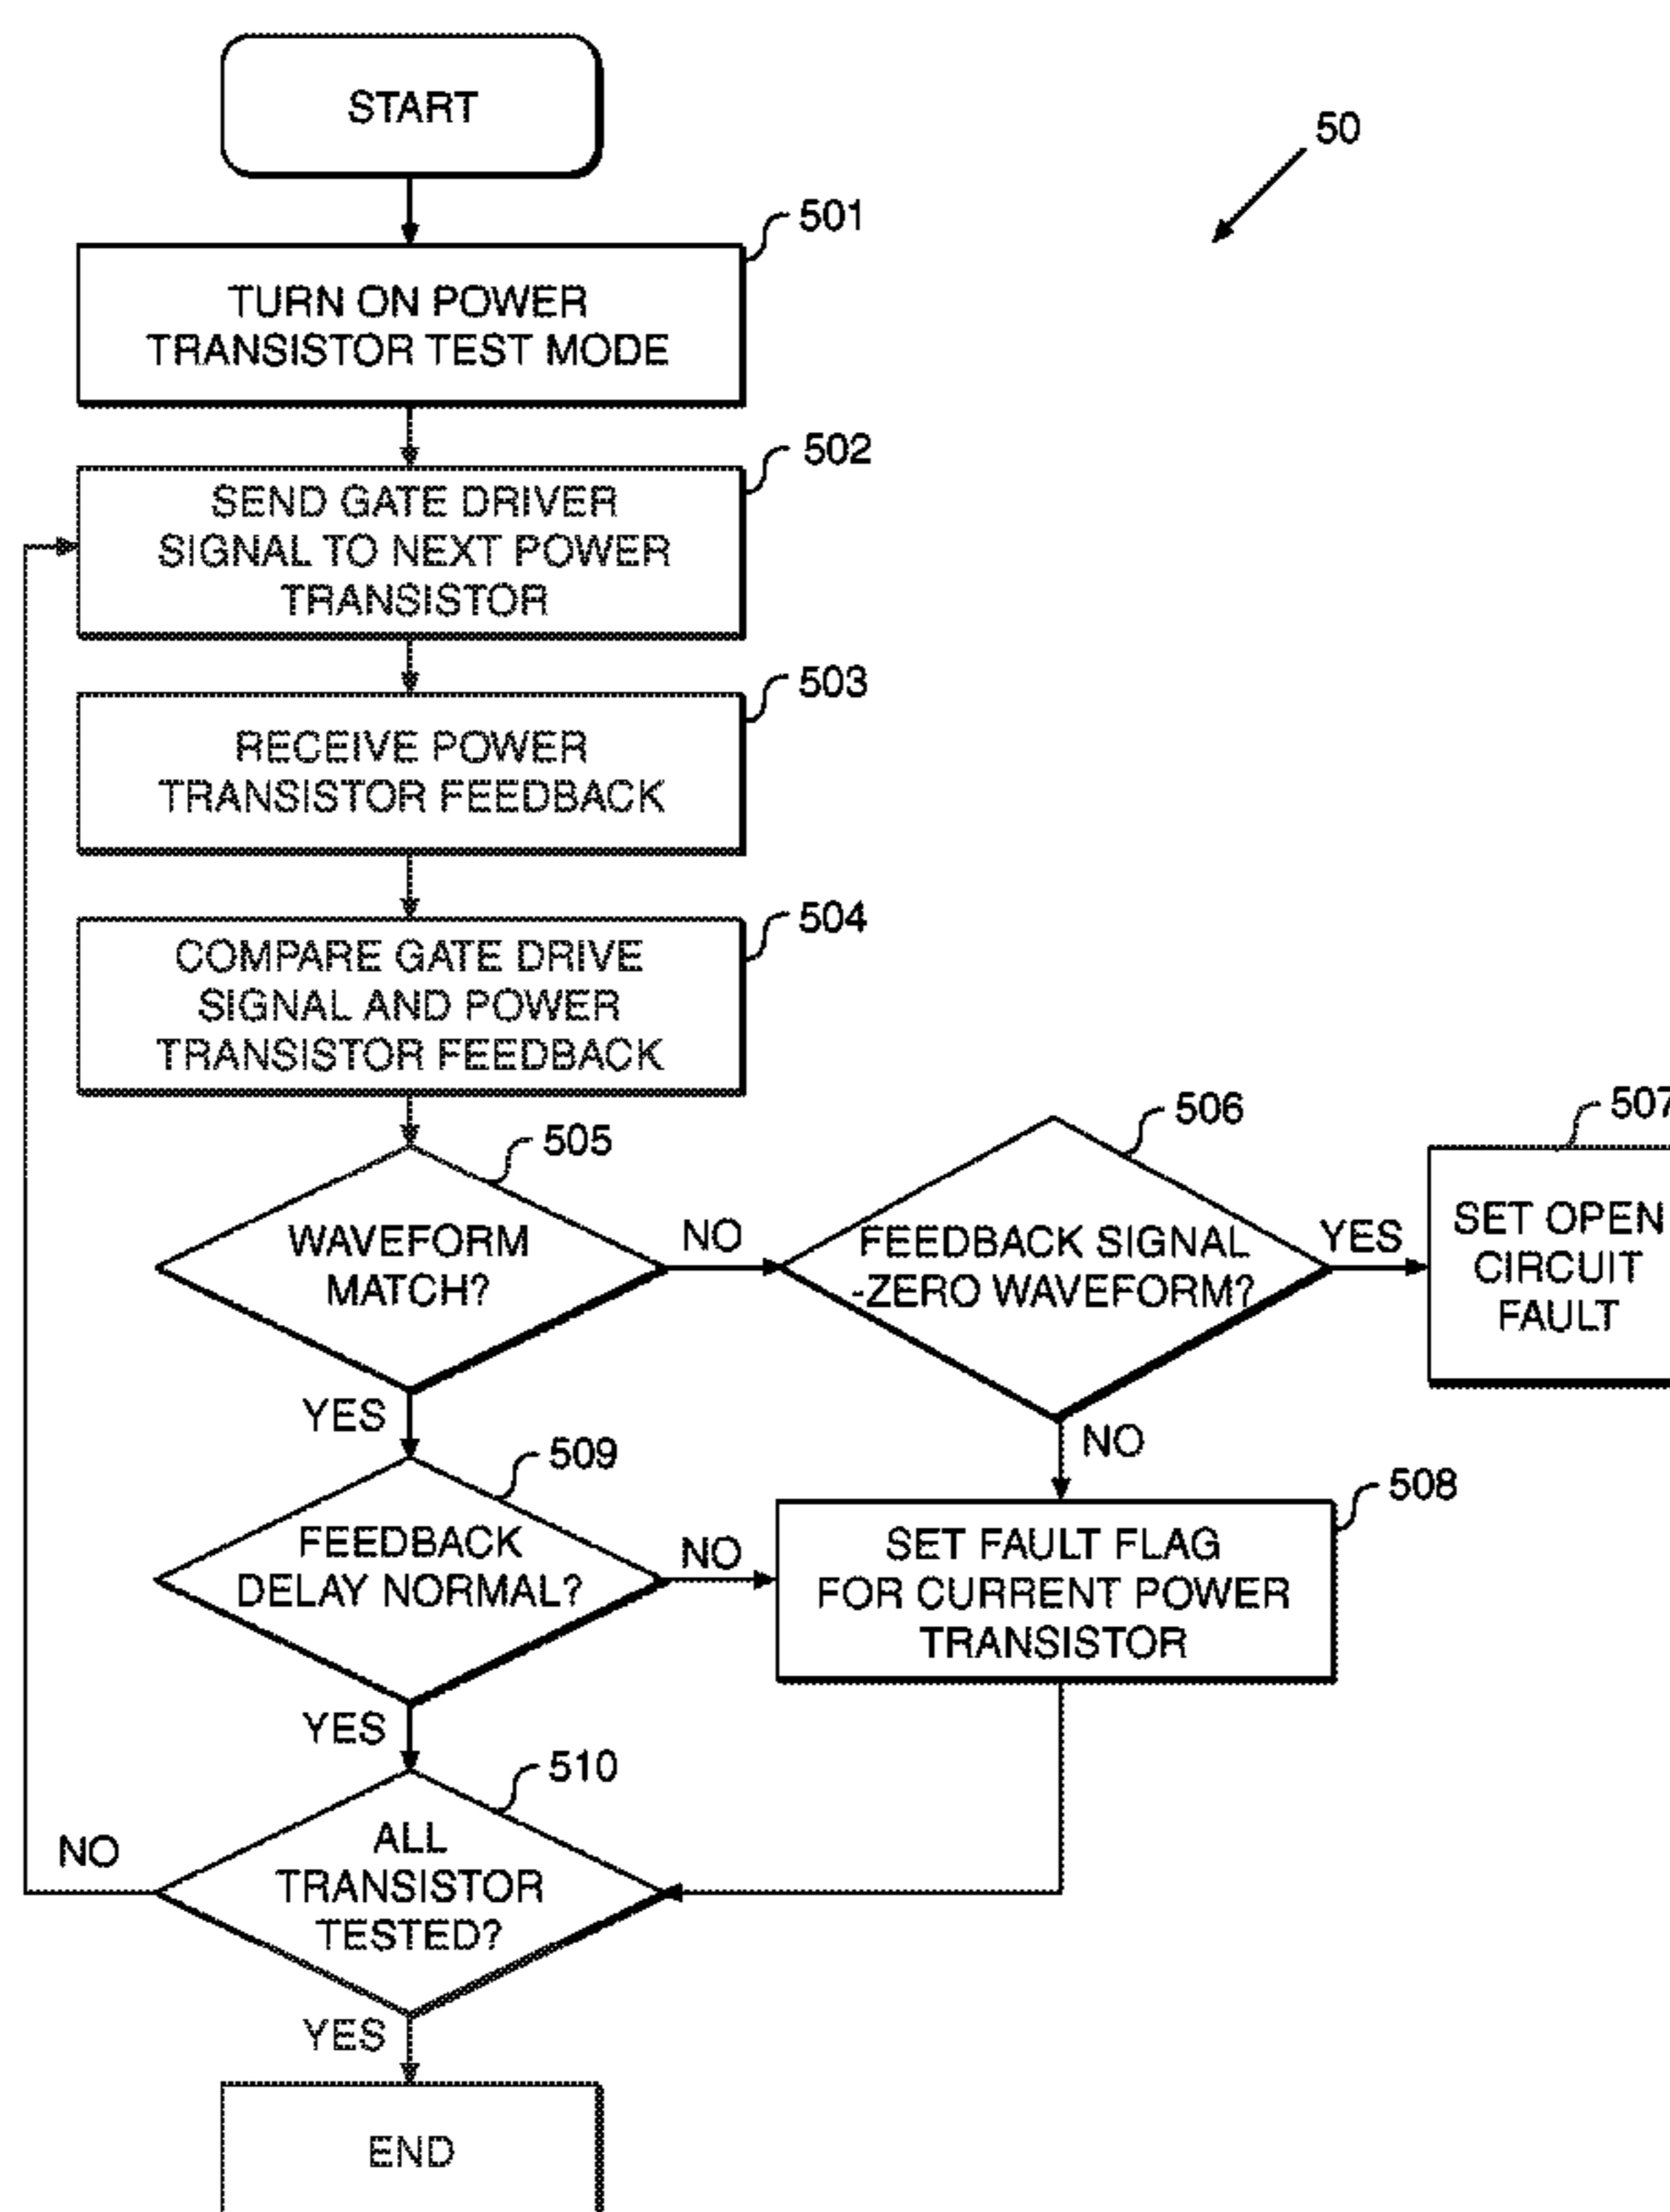 START
50
501
TURN ON POWER
TRANSISTOR TEST MODE
502
SEND GATE DRIVER
SIGNAL TO NEXT POWER
TRANSISTOR
503
RECEIVE POWER
TRANSISTOR FEEDBACK
504
COMPARE GATE DRIVE
SIGNAL AND POWER
TRANSISTOR FEEDBACK
505
WAVEFORM
MATCH?
NO
506
FEEDBACK SIGNAL
-ZERO WAVEFORM?
YES
507
SET OPEN
CIRCUIT
FAULT
YES
NO
509
FEEDBACK
DELAY NORMAL?
NO
508
SET FAULT FLAG
FOR CURRENT POWER
TRANSISTOR
YES
510
ALL
TRANSISTOR
TESTED?
NO
YES
END